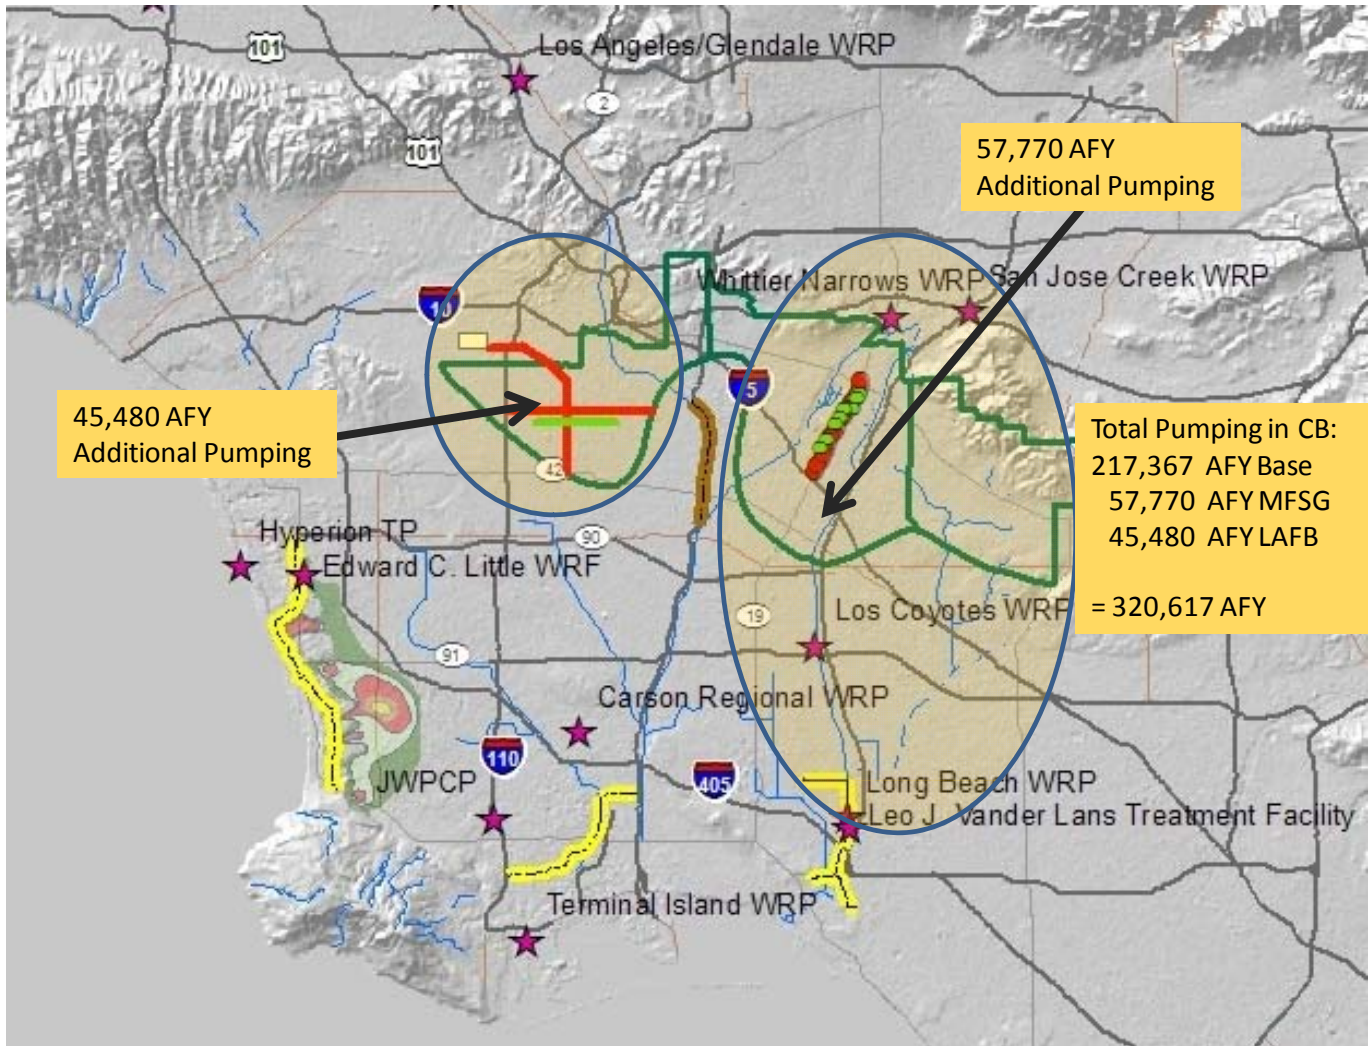 Los Angeles/Glendale WRP
101
2
101
57,770 AFY
Additional Pumping
Whittier Narrows WRP
San Jose Creek WRP
10
5
45,480 AFY
Additional Pumping
Total Pumping in CB:
217,367 AFY Base
57,770 AFY MFSG
45,480 AFY LAFB
= 320,617 AFY
42
Hyperion TP
90
Edward C. Little WRF
19
Los Coyotes WRP
91
Carson Regional WRP
110
JWPCP
405
Long Beach WRP
Leo J. Vander Lans Treatment Facility
Terminal Island WRP